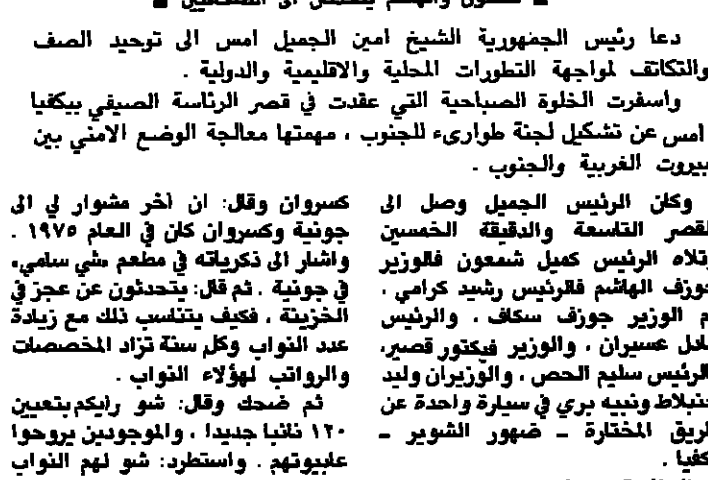 دعا رئيس الجمهورية الشيخ امين الجميل امس الى توحيد الصف
والتكاتف لمواجهة التطورات المحلية والاقليمية والدولية .
واسفرت الخلوة الصباحية التي عقدت في قصر الرئاسة الصيفي ببكفيا
امس عن تشكيل لجنة طوارىء للجنوب ، مهمتها معالجة الوضع الامني بين
بيروت الغربية والجنوب .
وكان الرئيس الجميل وصل الى
القصر التاسعة والدقيقة الخمسين
وتلاه الرئيس كميل شمعون فالوزير
جوزف الهاشم فالرئيس رشيد كرامي .
الوزير جوزف سكاف . والرئيس
عادل عسيران ، والوزير فيكتور قصير،
فالرئيس سليم الحص ، والوزيران وليد
جنبلاط ونبيه بري في سيارة واحدة عن
طريق المختارة - ضهور الشوير -
بكفيا .
كسروان وقال: ان آخر مشوار لي الى
جونية وكسروان كان في العام ١٩٧٥ .
واشار الى ذكرياته في مطعم «شي سامي»
في جونية . ثم قال: يتحدثون عن عجز في
الخزينة ، فكيف يتناسب ذلك مع زيادة
عدد النواب وكل سنة تزاد المخصصات
والرواتب لهؤلاء النواب .
ثم ضحك وقال: شو رايكم بتعيين
١٢٠ نائبا جديدا ، والموجودين يروحوا
عابيوتهم . واستطرد: شو لهم النواب